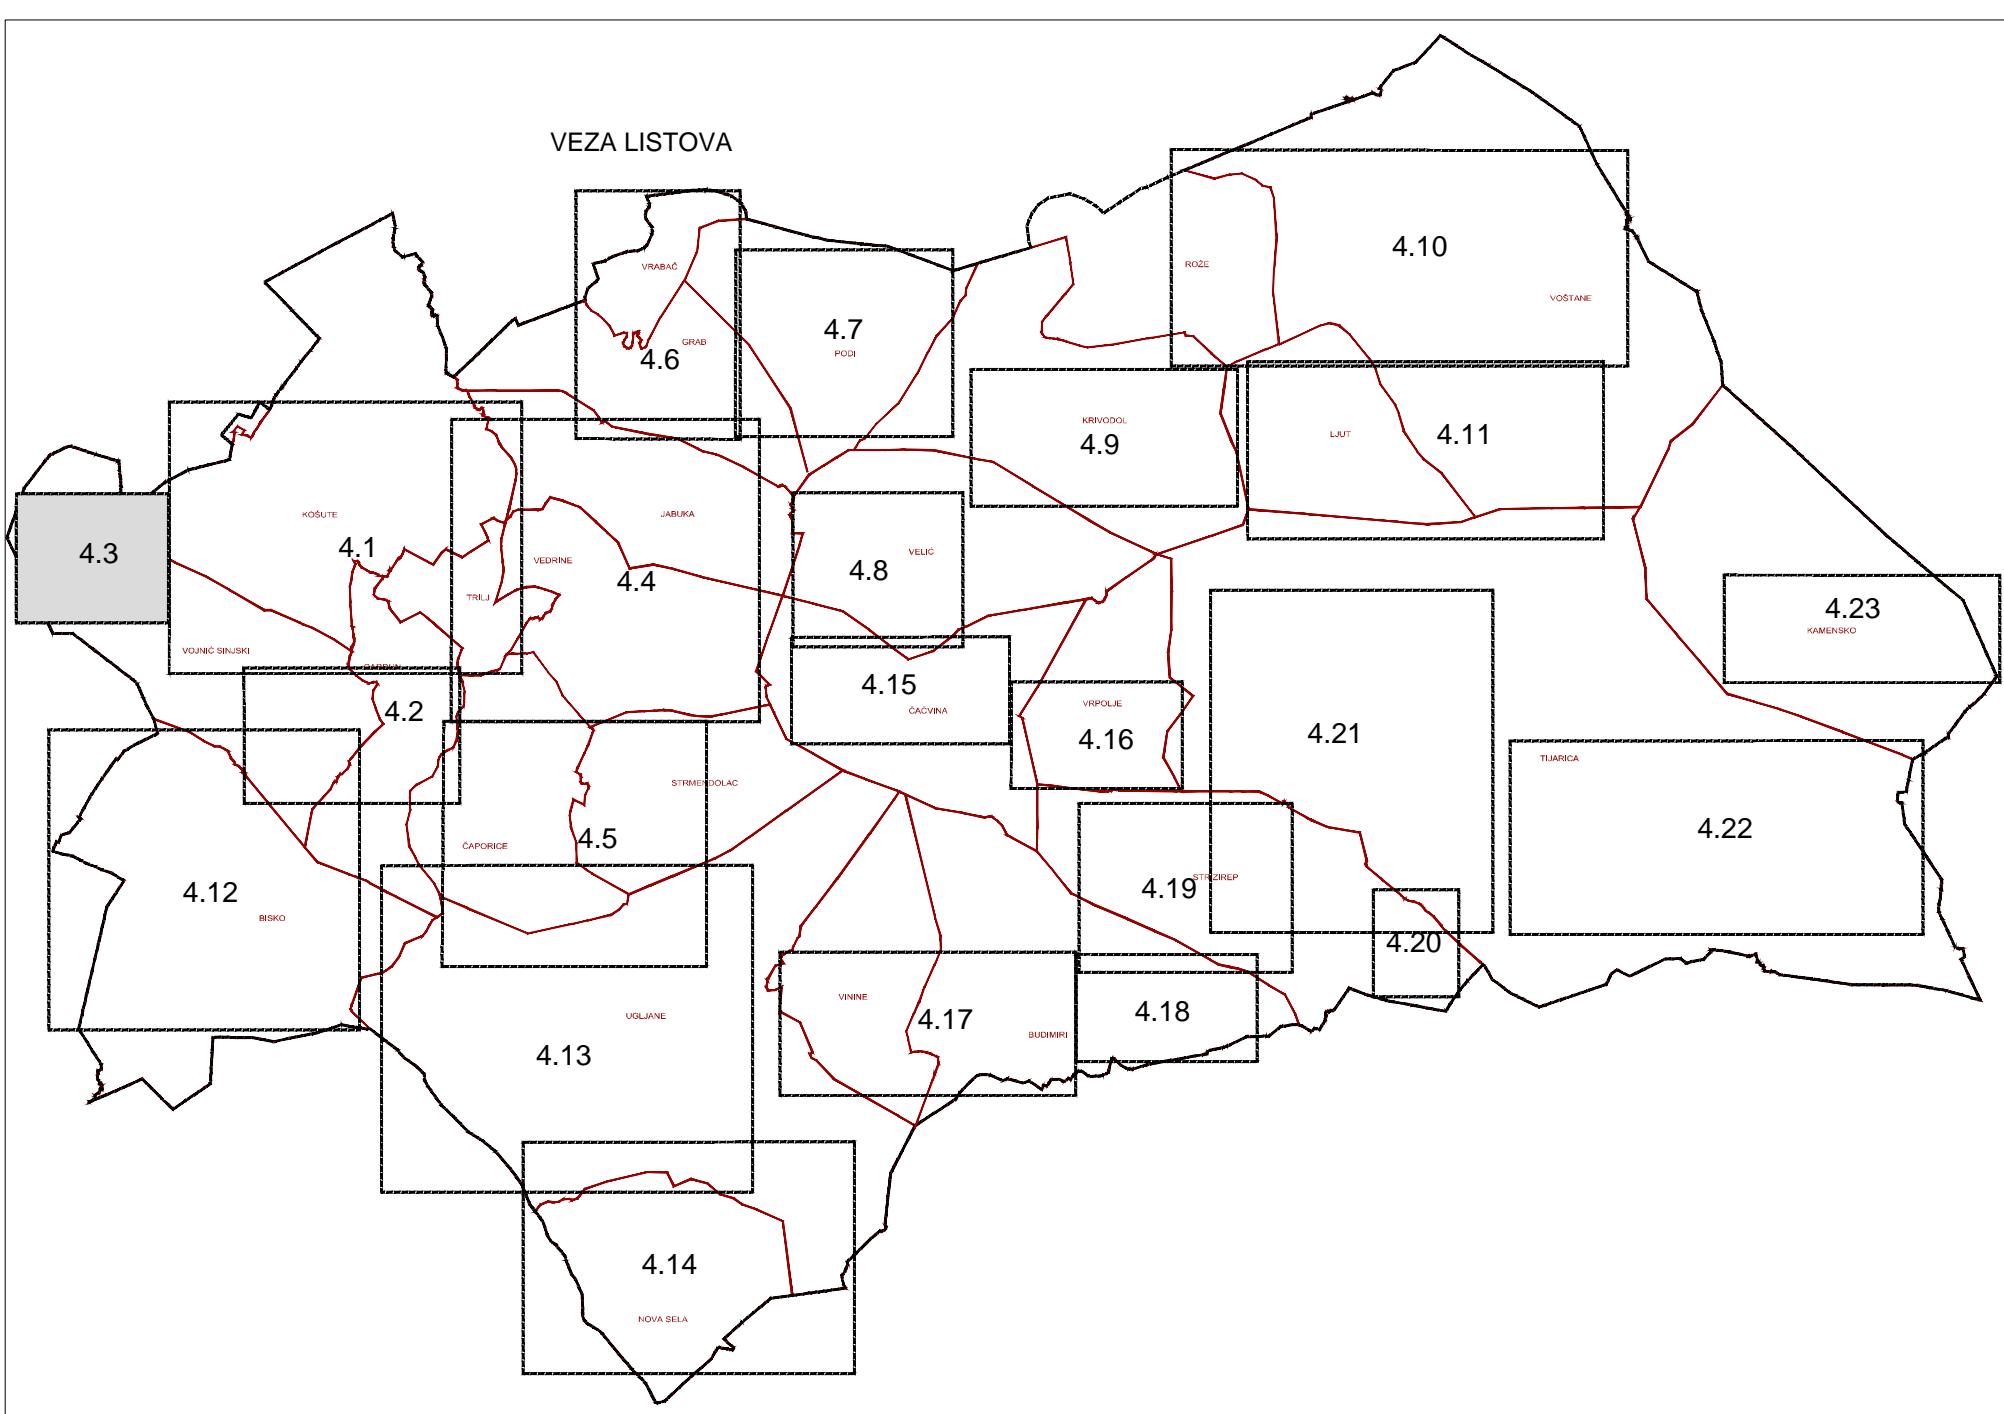 VEZA LISTOVA
4.10
ROŽE
VRABAČ
VOŠTANE
4.7
GRAB
PODI
4.6
KRIVODOL
4.9
LJUT
4.11
KOŠUTE
JABUKA
4.3
4.1
VEDRINE
VELIĆ
4.8
4.4
TRILJ
4.23
KAMENSKO
VOJNIĆ SINJSKI
GARDUN
4.15
4.2
ČAČVINA
VRPOLJE
4.16
4.21
TIJARICA
STRMENDOLAC
4.22
4.5
ČAPORICE
STRIZIREP
4.19
4.12
BISKO
4.20
VININE
UGLJANE
4.17
4.18
BUDIMIRI
4.13
4.14
NOVA SELA